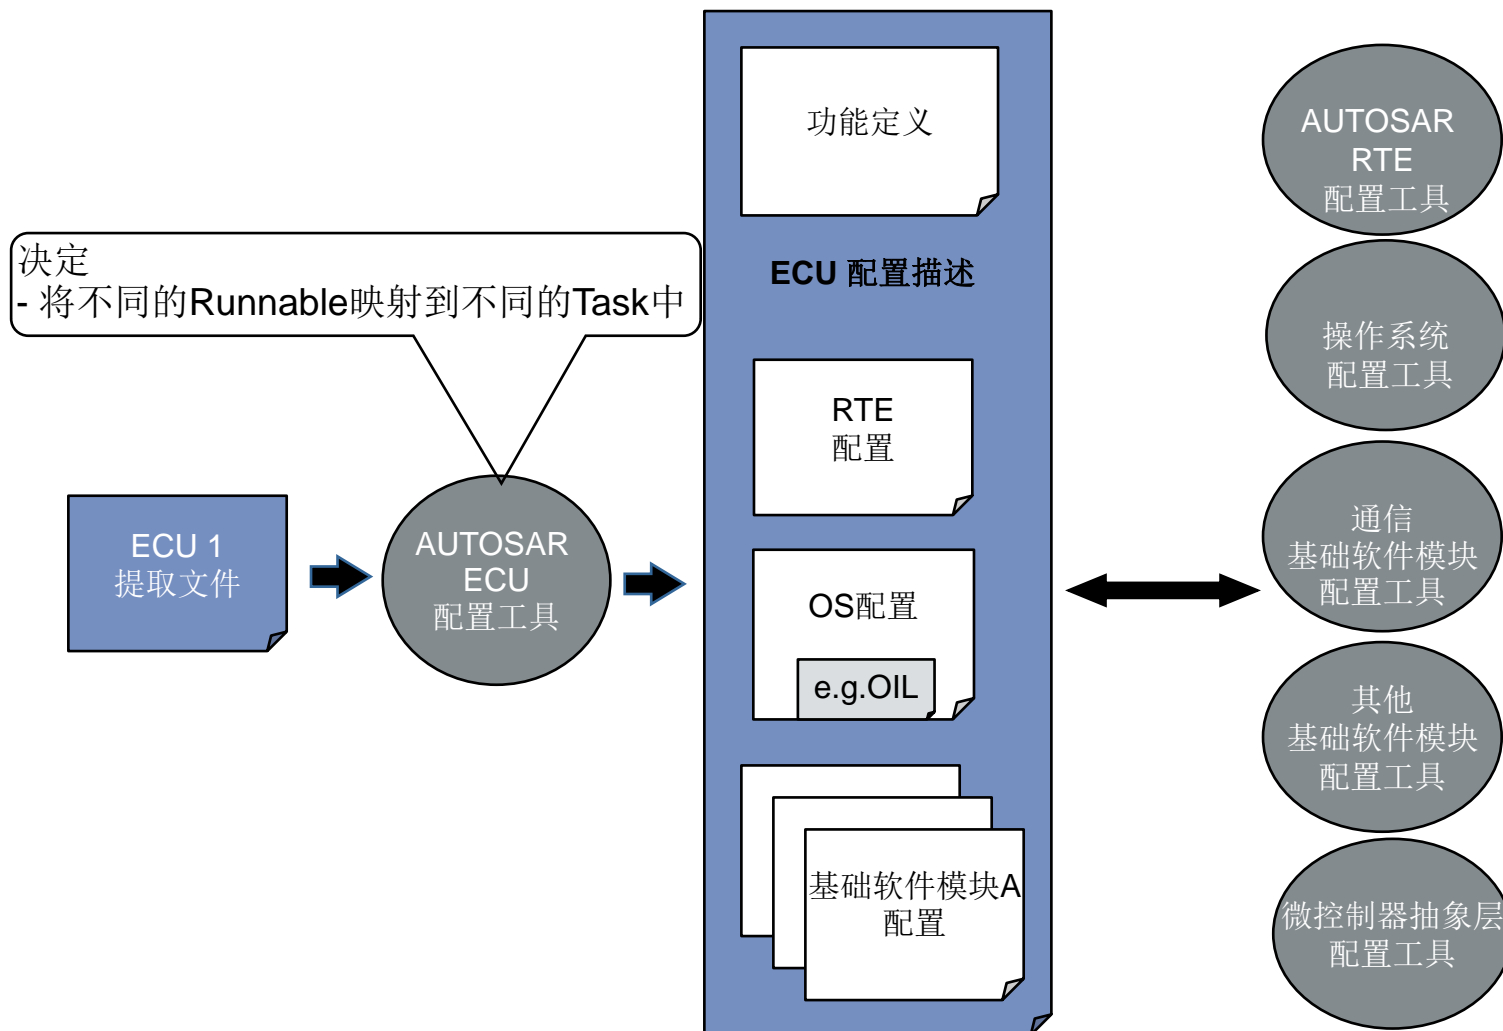 决定
- 将不同的Runnable映射到不同的Task中
ECU 1
提取文件
AUTOSAR
ECU
配置工具
功能定义
ECU 配置描述
RTE
配置
OS配置
e.g.OIL
基础软件模块A
配置
AUTOSAR
RTE
配置工具
操作系统
配置工具
通信
基础软件模块
配置工具
其他
基础软件模块
配置工具
微控制器抽象层
配置工具